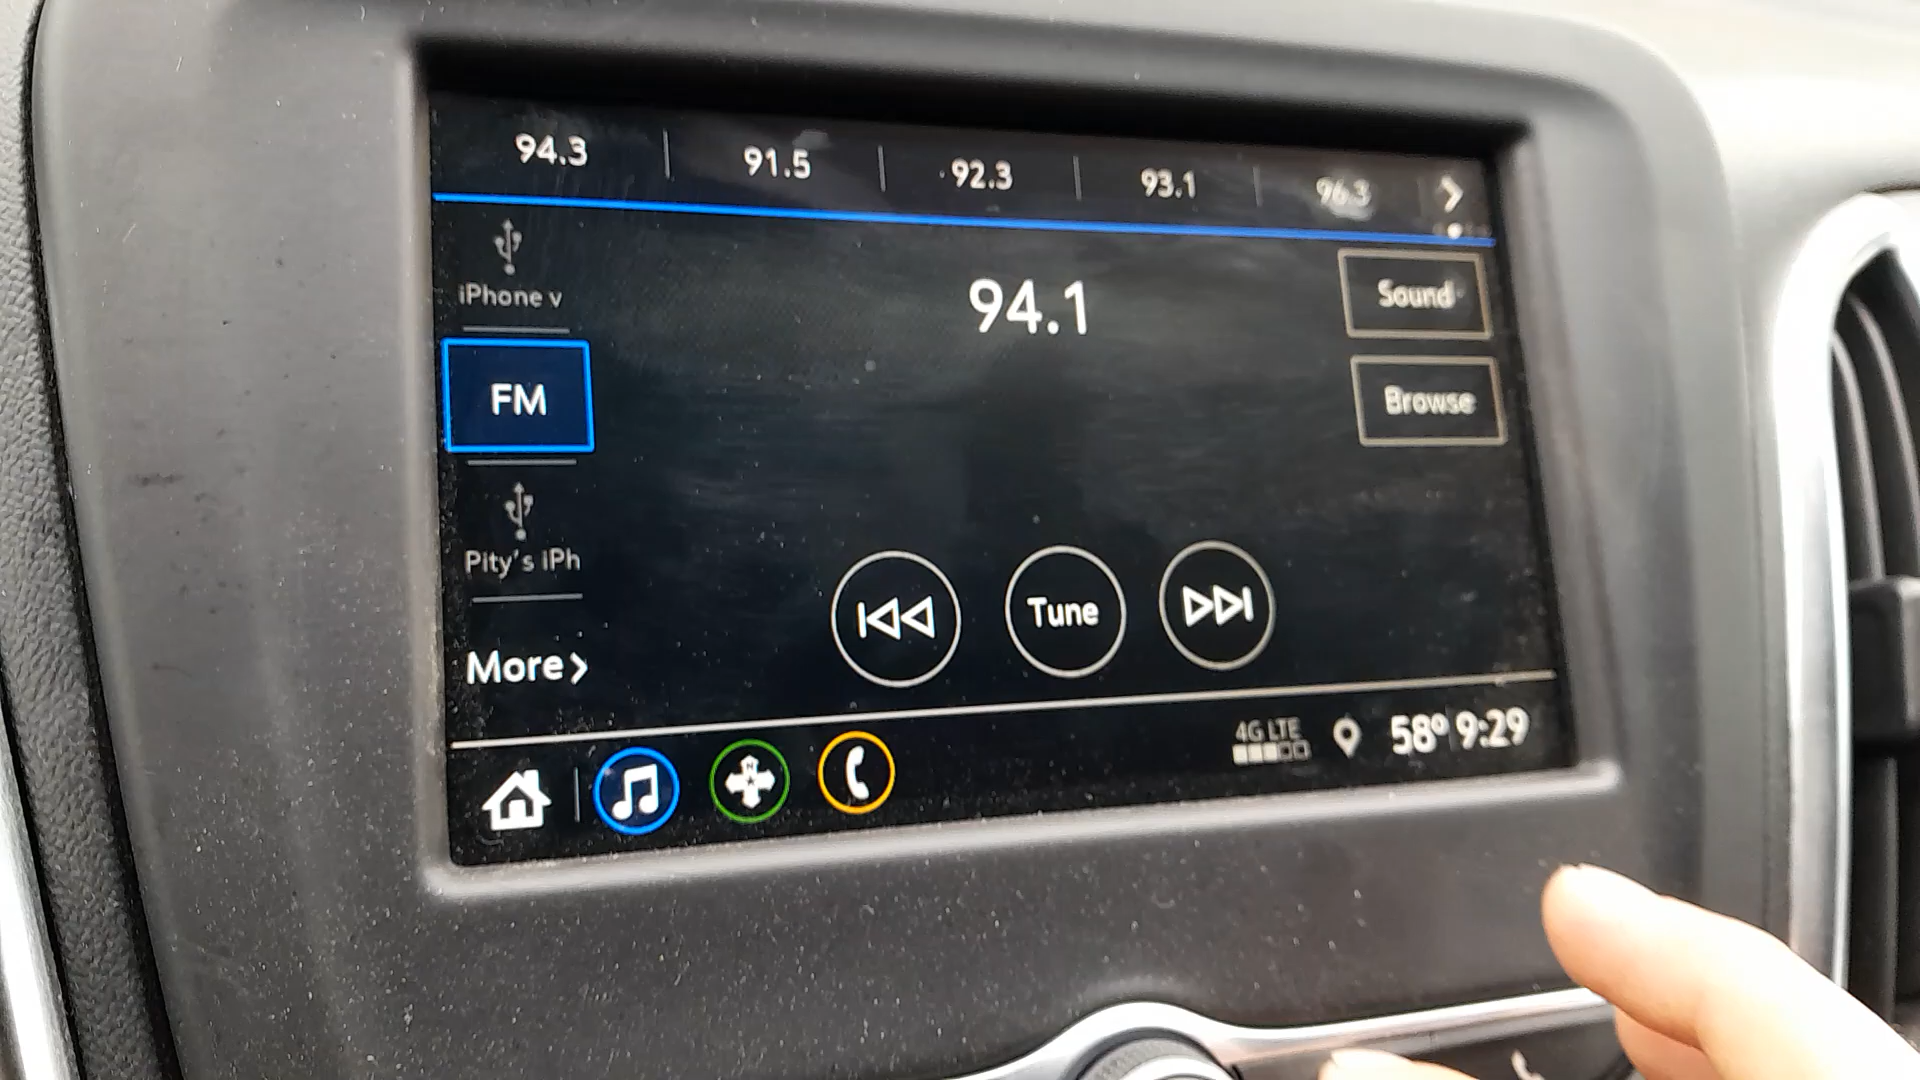 94.3 91.5 92.3 93.1 96.3
iPhone v
94.1
Sound
FM
Browse
Pity's iPh
Tune
More
4G LTE
58° 9:29